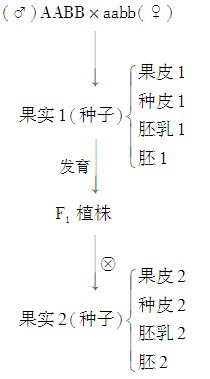 (♂)AABB×aabb(♀)
果皮1
种皮1
果实1(种子)
胚乳1
胚1
发育
F₁ 植株
⊗
果皮2
种皮2
果实2(种子)
胚乳2
胚2